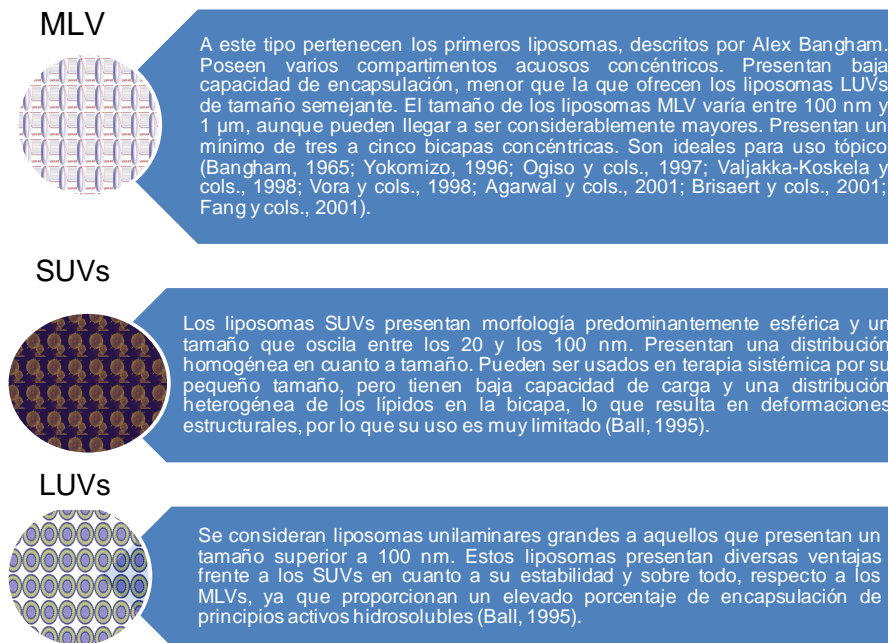 MLV
A este tipo pertenecen los primeros liposomas, descritos por Alex Bangham.
Poseen varios compartimentos acuosos concéntricos. Presentan baja
capacidad de encapsulación, menor que la que ofrecen los liposomas LUVs
de tamaño semejante. El tamaño de los liposomas MLV varía entre 100 nm y
1 µm, aunque pueden llegar a ser considerablemente mayores. Presentan un
mínimo de tres a cinco bicapas concéntricas. Son ideales para uso tópico
(Bangham, 1965; Yokomizo, 1996; Ogiso y cols., 1997; Valjakka-Koskela y
cols., 1998; Vora y cols., 1998; Agarwal y cols., 2001; Brisaert y cols., 2001;
Fang y cols., 2001).
SUVs
Los liposomas SUVs presentan morfología predominantemente esférica y un
tamaño que oscila entre los 20 y los 100 nm. Presentan una distribución
homogénea en cuanto a tamaño. Pueden ser usados en terapia sistémica por su
pequeño tamaño, pero tienen baja capacidad de carga y una distribución
heterogénea de los lípidos en la bicapa, lo que resulta en deformaciones
estructurales, por lo que su uso es muy limitado (Ball, 1995).
LUVs
Se consideran liposomas unilaminares grandes a aquellos que presentan un
tamaño superior a 100 nm. Estos liposomas presentan diversas ventajas
frente a los SUVs en cuanto a su estabilidad y sobre todo, respecto a los
MLVs, ya que proporcionan un elevado porcentaje de encapsulación de
principios activos hidrosolubles (Ball, 1995).